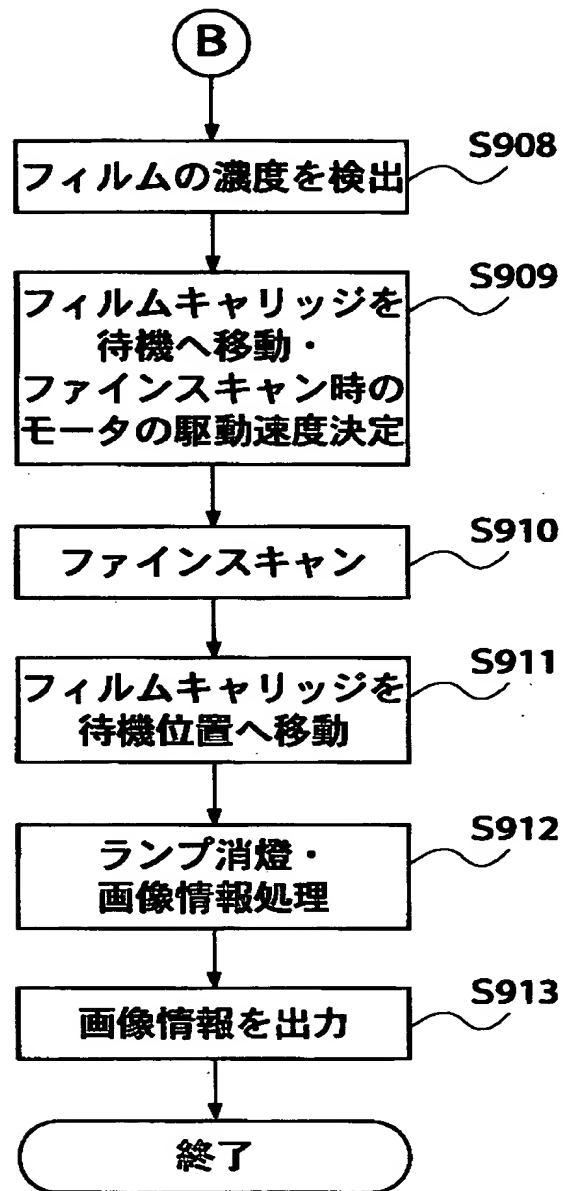 B
フィルムの濃度を検出
S908
フィルムキャリッジを
待機へ移動・
ファインスキャン時の
モータの駆動速度決定
S909
ファインスキャン
S910
フィルムキャリッジを
待機位置へ移動
S911
ランプ消燈・
画像情報処理
S912
画像情報を出力
S913
終了